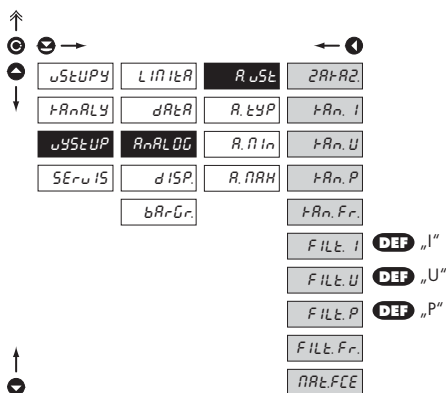 VSTUPY LIMITA A. VST ZAKAZ.
KANALY DATA A. TYP KAN. I
VYSTUP ANALOG A. MIN KAN. U
SERVIS DISP. A. MAX KAN. P
BARGR. KAN. FR.
FILT. I DEF „I“
FILT. U DEF „U“
FILT. P DEF „P“
FILT. FR.
MAT.FCE